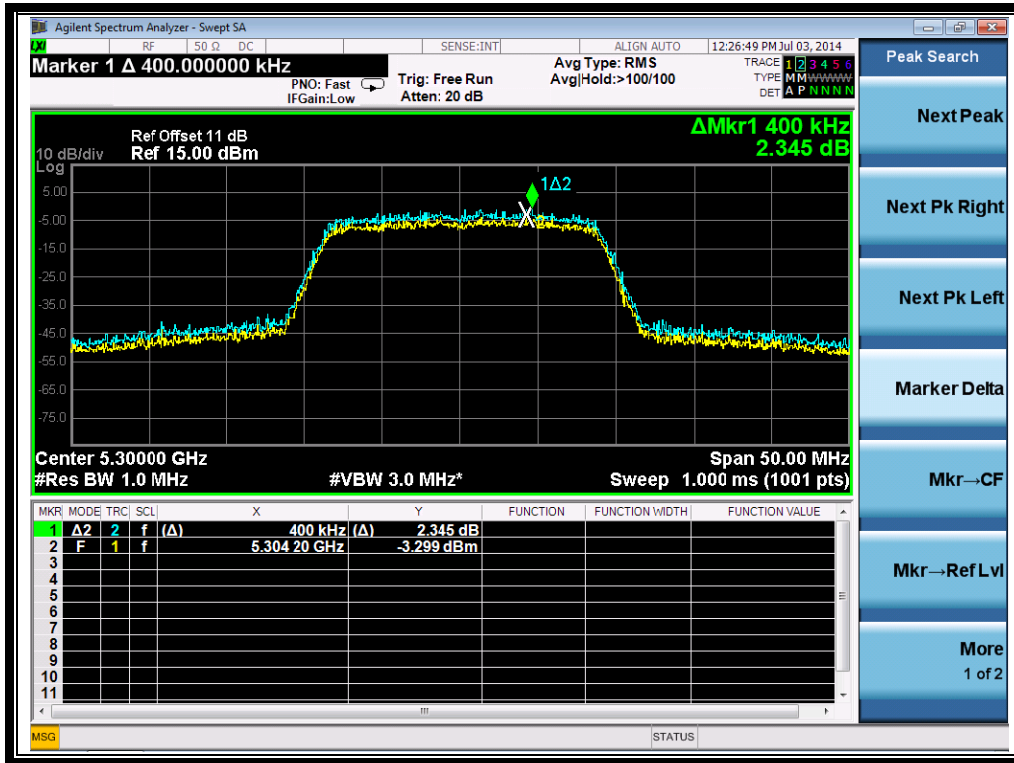 Agilent Spectrum Analyzer - Swept SA
LXI RF 50 Ω DC SENSE:INT ALIGN AUTO 12:26:49 PM Jul 03, 2014
Marker 1 Δ 400.000000 kHz
PNO: Fast
IFGain:Low
Trig: Free Run
Atten: 20 dB
Avg Type: RMS
Avg|Hold:>100/100
TRACE 1 2 3 4 5 6
TYPE M M W W W W
DET A P N N N N
Peak Search
Next Peak
Next Pk Right
Next Pk Left
Marker Delta
Mkr→CF
Mkr→Ref Lvl
More
1 of 2
ΔMkr1 400 kHz
2.345 dB
Ref Offset 11 dB
10 dB/div Ref 15.00 dBm
Log
1Δ2
5.00
-5.00
-15.0
-25.0
-35.0
-45.0
-55.0
-65.0
-75.0
Center 5.30000 GHz Span 50.00 MHz
#Res BW 1.0 MHz #VBW 3.0 MHz* Sweep 1.000 ms (1001 pts)
MKR MODE TRC SCL X Y FUNCTION FUNCTION WIDTH FUNCTION VALUE
1 Δ2 2 f (Δ) 400 kHz (Δ) 2.345 dB
2 F 1 f 5.304 20 GHz -3.299 dBm
3
4
5
6
7
8
9
10
11
MSG STATUS